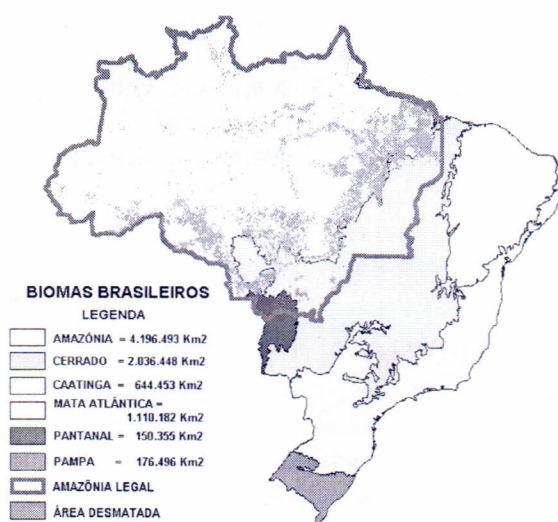 BIOMAS BRASILEIROS
LEGENDA
AMAZÔNIA = 4.196.493 Km2
CERRADO = 2.036.448 Km2
CAATINGA = 644.453 Km2
MATA ATLÂNTICA =
1.110.182 Km2
PANTANAL = 150.355 Km2
PAMPA = 176.496 Km2
AMAZÔNIA LEGAL
ÁREA DESMATADA